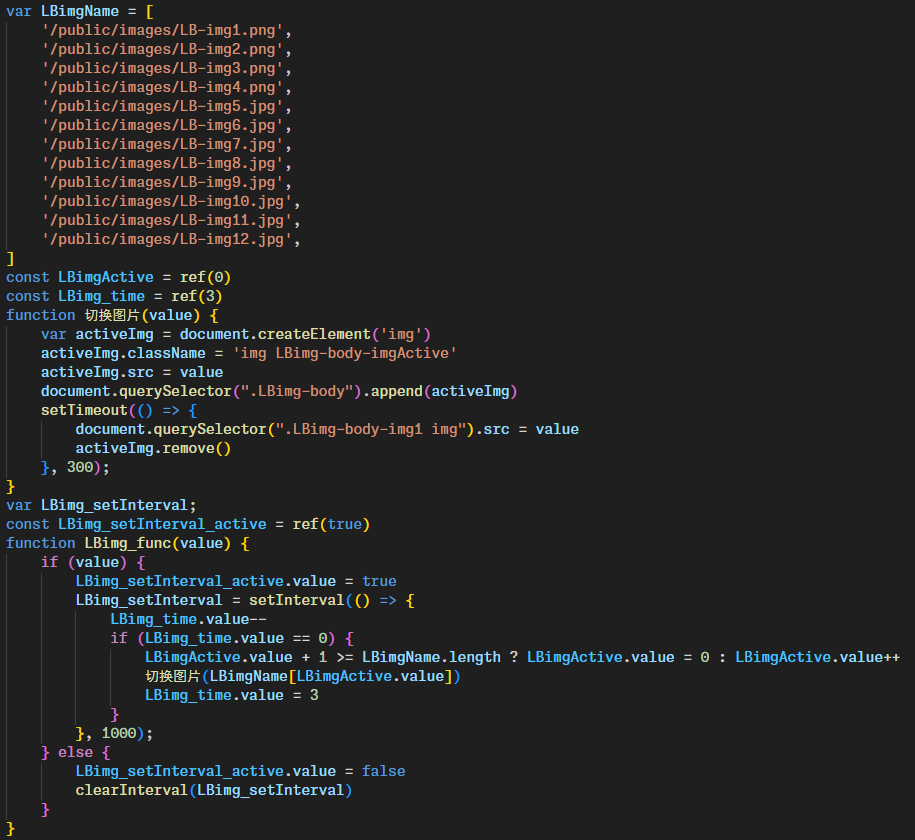 var LBimgName = [
    '/public/images/LB-img1.png',
    '/public/images/LB-img2.png',
    '/public/images/LB-img3.png',
    '/public/images/LB-img4.png',
    '/public/images/LB-img5.jpg',
    '/public/images/LB-img6.jpg',
    '/public/images/LB-img7.jpg',
    '/public/images/LB-img8.jpg',
    '/public/images/LB-img9.jpg',
    '/public/images/LB-img10.jpg',
    '/public/images/LB-img11.jpg',
    '/public/images/LB-img12.jpg',
]
const LBimgActive = ref(0)
const LBimg_time = ref(3)
function 切换图片(value) {
    var activeImg = document.createElement('img')
    activeImg.className = 'img LBimg-body-imgActive'
    activeImg.src = value
    document.querySelector(".LBimg-body").append(activeImg)
    setTimeout(() => {
        document.querySelector(".LBimg-body-img1 img").src = value
        activeImg.remove()
    }, 300);
}
var LBimg_setInterval;
const LBimg_setInterval_active = ref(true)
function LBimg_func(value) {
    if (value) {
        LBimg_setInterval_active.value = true
        LBimg_setInterval = setInterval(() => {
            LBimg_time.value--
            if (LBimg_time.value == 0) {
                LBimgActive.value + 1 >= LBimgName.length ? LBimgActive.value = 0 : LBimgActive.value++
                切换图片(LBimgName[LBimgActive.value])
                LBimg_time.value = 3
            }
        }, 1000);
    } else {
        LBimg_setInterval_active.value = false
        clearInterval(LBimg_setInterval)
    }
}